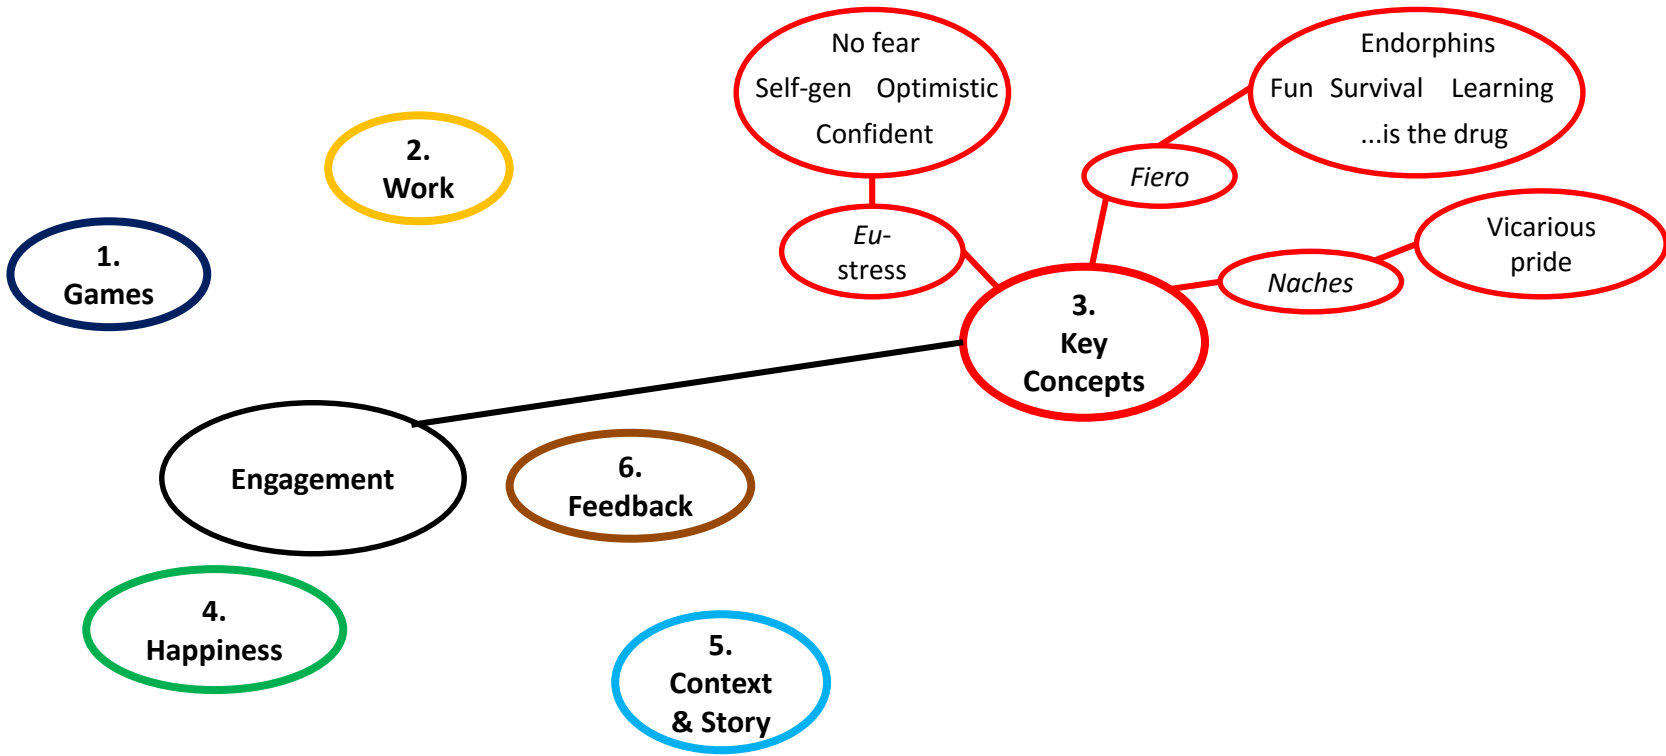 No fear
Self-gen Optimistic
Confident
Endorphins
Fun Survival Learning
...is the drug
2.
Work
Fiero
1.
Games
Eu-
stress
Naches
Vicarious
pride
3.
Key
Concepts
Engagement
6.
Feedback
4.
Happiness
5.
Context
& Story